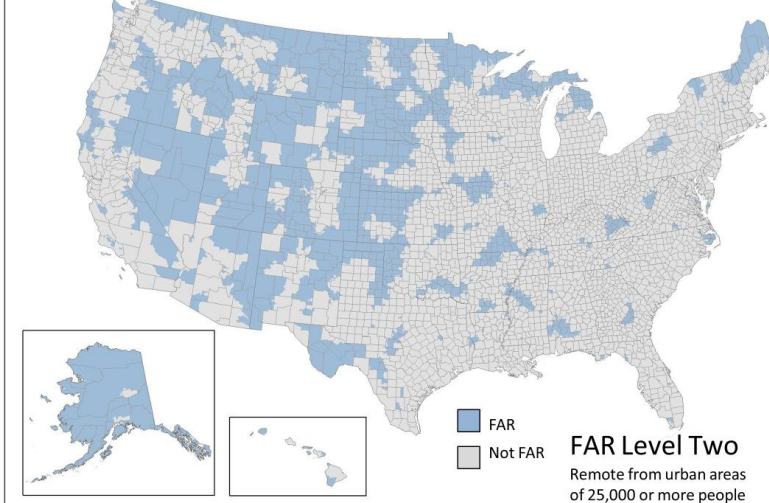 FAR
Not FAR
FAR Level Two
Remote from urban areas
of 25,000 or more people